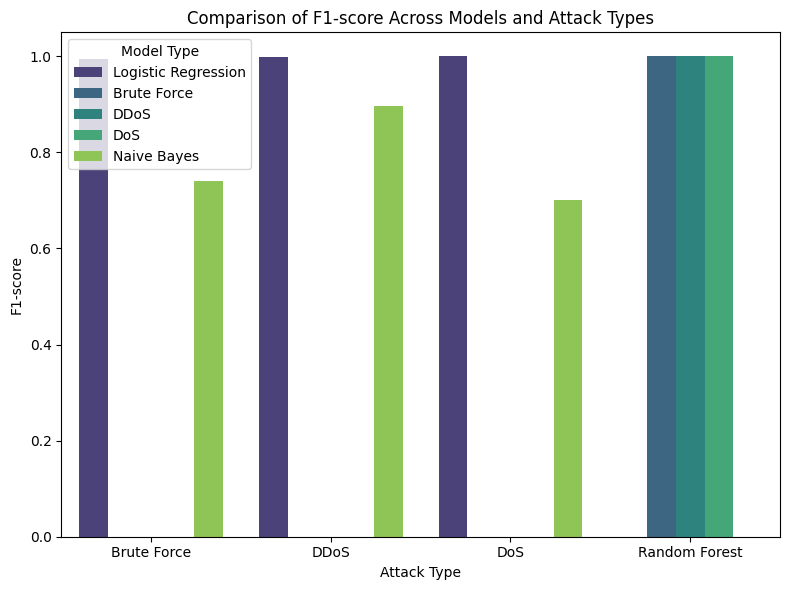 Comparison of F1-score Across Models and Attack Types
Model Type
Logistic Regression
Brute Force
DDoS
DoS
Naive Bayes
1.0
0.8
0.6
0.4
0.2
0.0
F1-score
Brute Force
DDoS
DoS
Random Forest
Attack Type